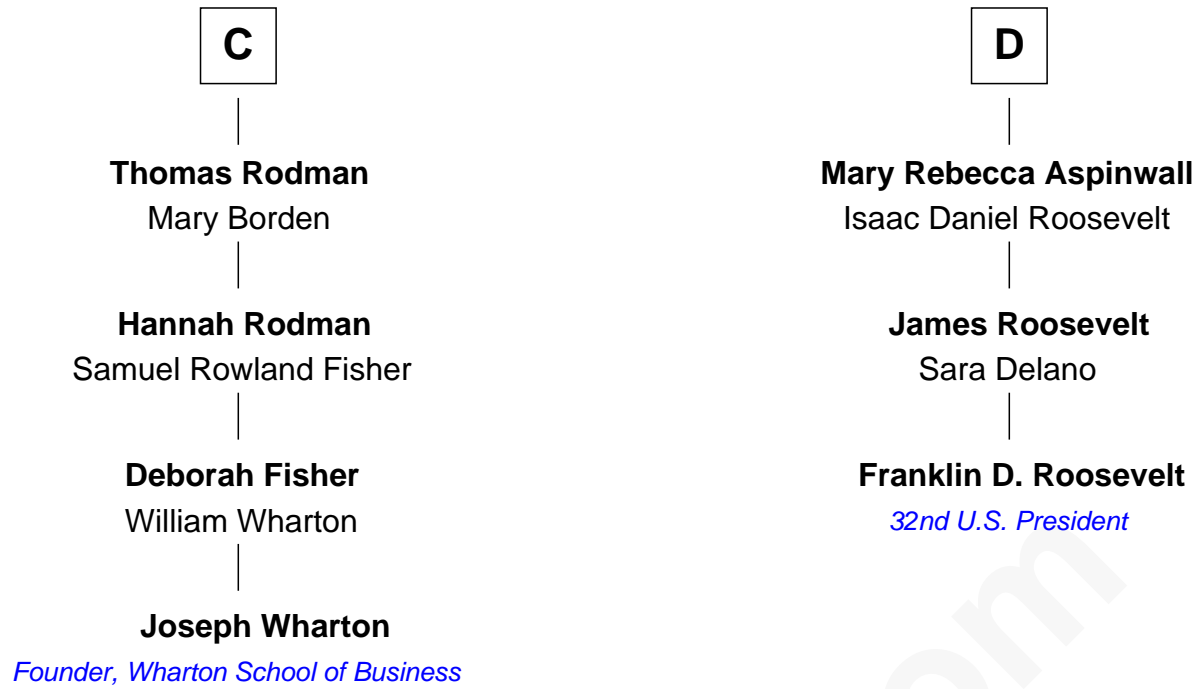 C
Thomas Rodman
Mary Borden
Hannah Rodman
Samuel Rowland Fisher
Deborah Fisher
William Wharton
Joseph Wharton
Founder, Wharton School of Business
D
Mary Rebecca Aspinwall
Isaac Daniel Roosevelt
James Roosevelt
Sara Delano
Franklin D. Roosevelt
32nd U.S. President
om